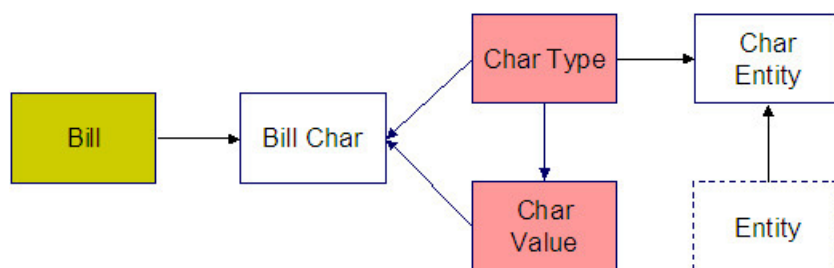 Char Type
Char
Entity
Bill
Bill Char
Char
Value
Entity